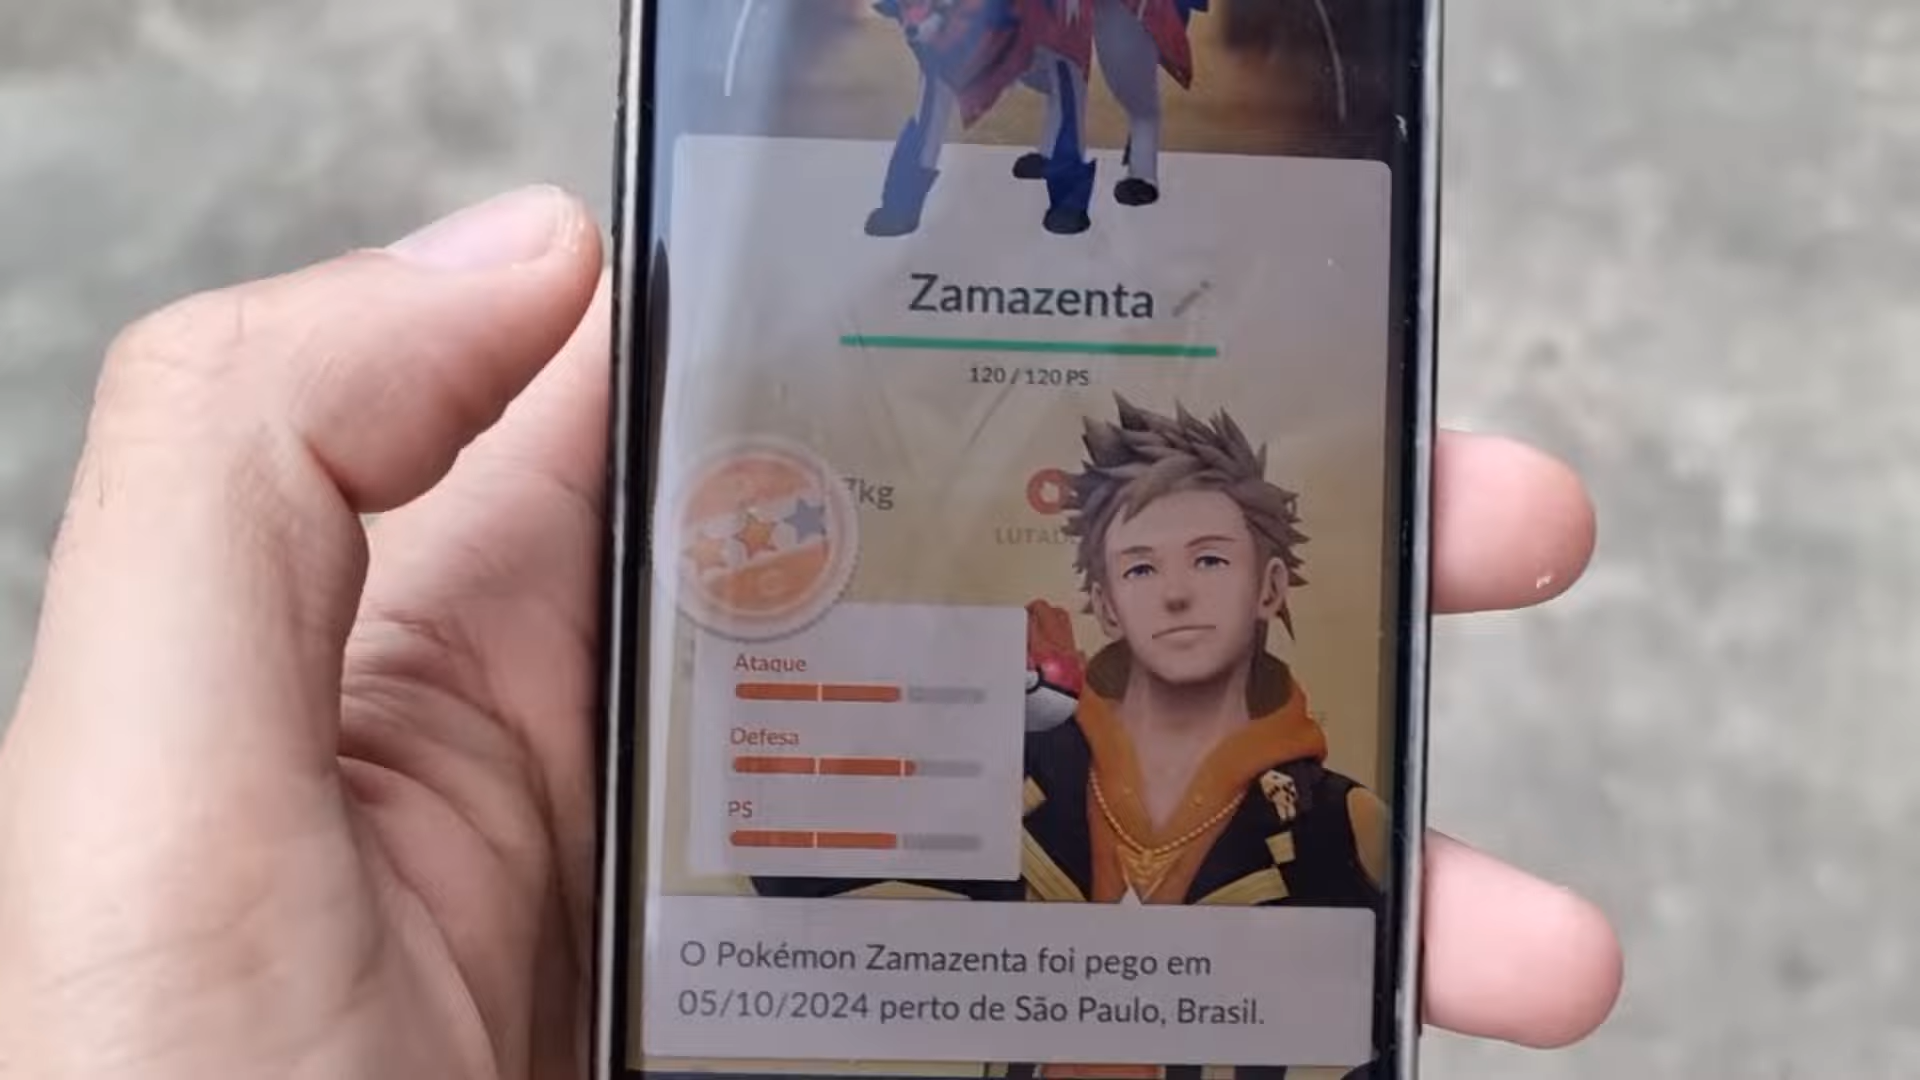 Zamazenta
120 / 120 PS
7kg
Ataque
Defesa
PS
O Pokémon Zamazenta foi pego em
05/10/2024 perto de São Paulo, Brasil.